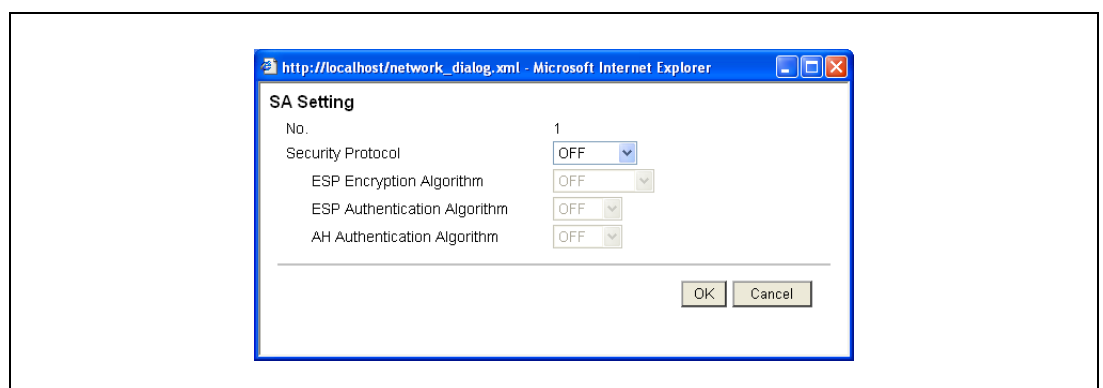 http://localhost/network_dialog.xml - Microsoft Internet Explorer
SA Setting
No. 1
Security Protocol OFF
ESP Encryption Algorithm OFF
ESP Authentication Algorithm OFF
AH Authentication Algorithm OFF
OK Cancel